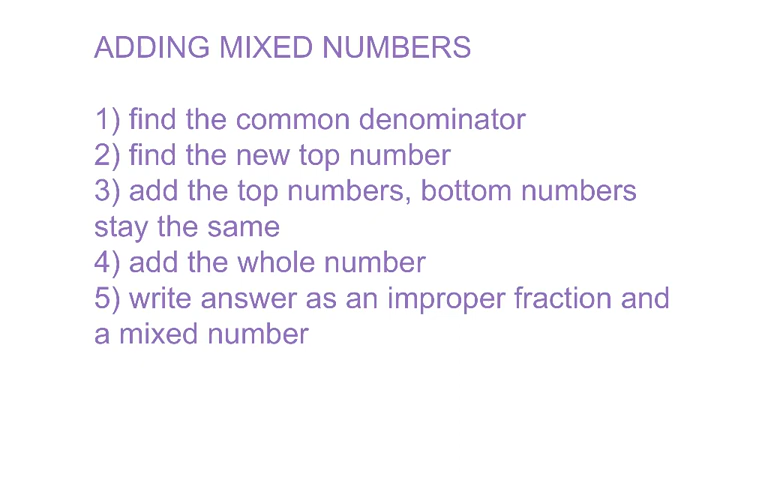 ADDING MIXED NUMBERS
1) find the common denominator
2) find the new top number
3) add the top numbers, bottom numbers
stay the same
4) add the whole number
5) write answer as an improper fraction and
a mixed number